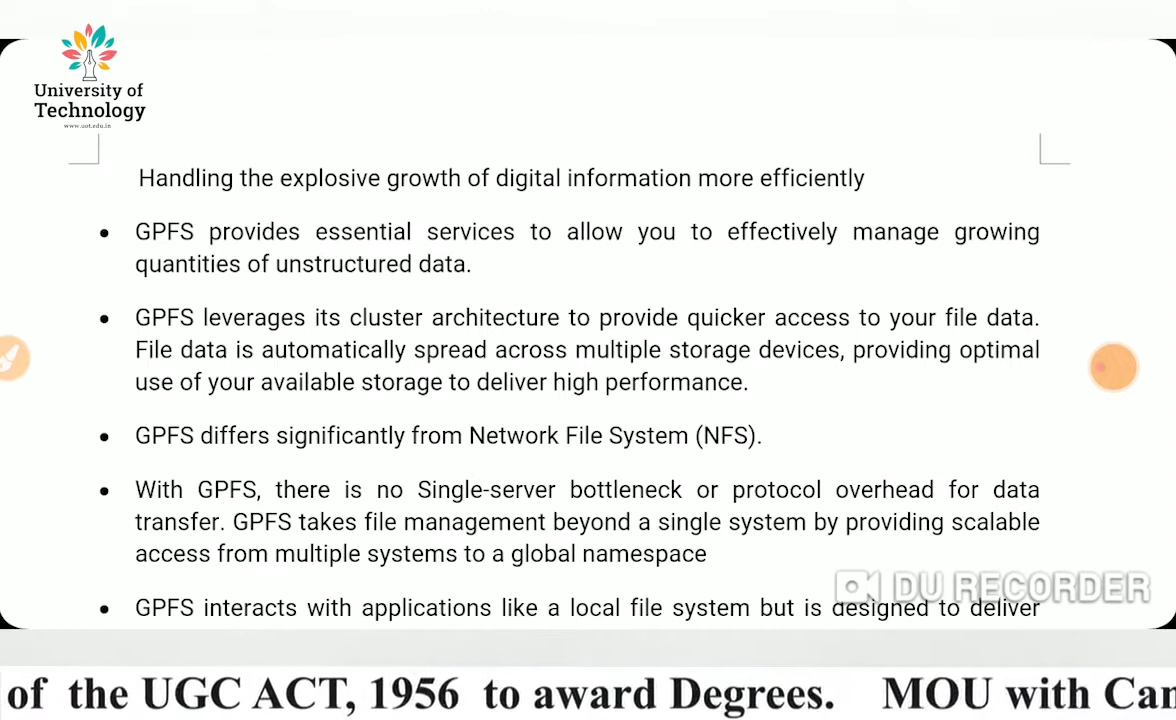 University of
Technology
www.uot.edu.in
Handling the explosive growth of digital information more efficiently
• GPFS provides essential services to allow you to effectively manage growing
quantities of unstructured data.
• GPFS leverages its cluster architecture to provide quicker access to your file data.
File data is automatically spread across multiple storage devices, providing optimal
use of your available storage to deliver high performance.
• GPFS differs significantly from Network File System (NFS).
• With GPFS, there is no Single-server bottleneck or protocol overhead for data
transfer. GPFS takes file management beyond a single system by providing scalable
access from multiple systems to a global namespace
DU RECORDER
• GPFS interacts with applications like a local file system but is designed to deliver
of the UGC ACT, 1956 to award Degrees. MOU with Can